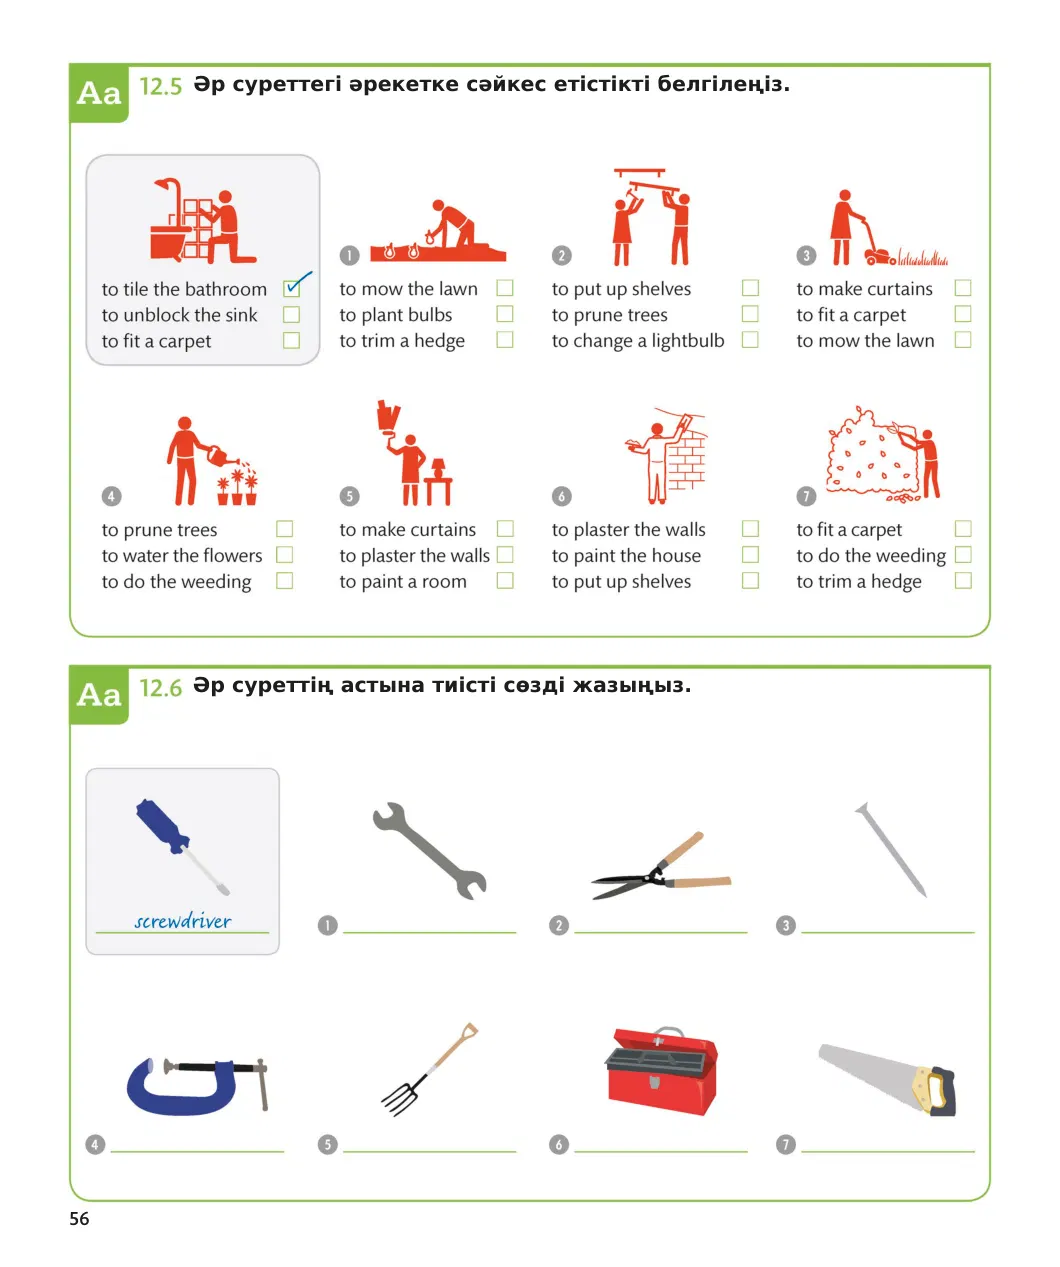 Aa 12.5 Әр суреттегі әрекетке сәйкес етістікті белгілеңіз.
to tile the bathroom
to unblock the sink
to fit a carpet
1
to mow the lawn
to plant bulbs
to trim a hedge
2
to put up shelves
to prune trees
to change a lightbulb
3
to make curtains
to fit a carpet
to mow the lawn
4
to prune trees
to water the flowers
to do the weeding
5
to make curtains
to plaster the walls
to paint a room
6
to plaster the walls
to paint the house
to put up shelves
7
to fit a carpet
to do the weeding
to trim a hedge
Aa 12.6 Әр суреттің астына тиісті сөзді жазыңыз.
screwdriver
1
2
3
4
5
6
7
56